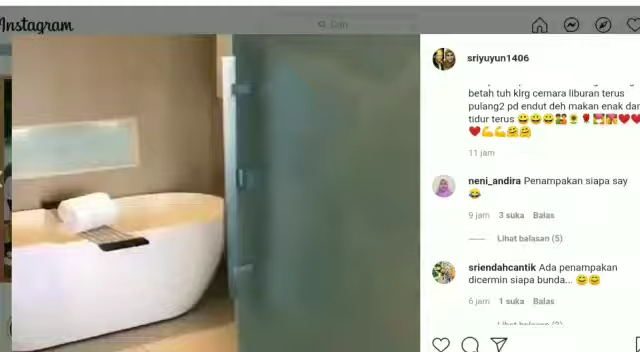 Instagram
Cari
sriyuyun1406
betah tuh klrg cemara liburan terus
pulang2 pd endut deh makan enak dan
tidur terus 😀😀😀👫🌻🌹💏💏❤️❤️
❤️💪💪🤗🤗
11 jam
neni_andira Penampakan siapa say
😂
9 jam 3 suka Balas
Lihat balasan (5)
sriendahcantik Ada penampakan
dicermin siapa bunda... 😄😄
6 jam 1 suka Balas
Lihat balasan